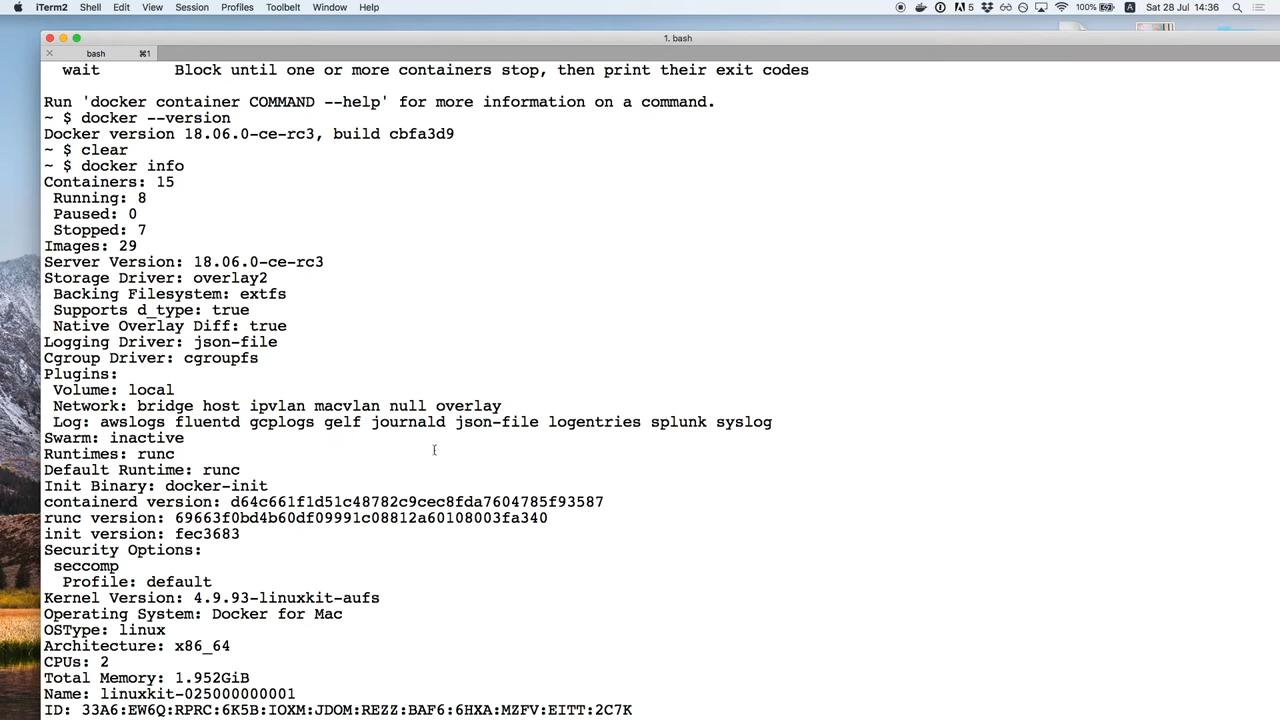 iTerm2 Shell Edit View Session Profiles Toolbelt Window Help 5 100% Sat 28 Jul 14:36
1. bash
bash ⌘1
wait Block until one or more containers stop, then print their exit codes
Run 'docker container COMMAND --help' for more information on a command.
~ $ docker --version
Docker version 18.06.0-ce-rc3, build cbfa3d9
~ $ clear
~ $ docker info
Containers: 15
Running: 8
Paused: 0
Stopped: 7
Images: 29
Server Version: 18.06.0-ce-rc3
Storage Driver: overlay2
Backing Filesystem: extfs
Supports d_type: true
Native Overlay Diff: true
Logging Driver: json-file
Cgroup Driver: cgroupfs
Plugins:
Volume: local
Network: bridge host ipvlan macvlan null overlay
Log: awslogs fluentd gcplogs gelf journald json-file logentries splunk syslog
Swarm: inactive
Runtimes: runc
Default Runtime: runc
Init Binary: docker-init
containerd version: d64c661f1d51c48782c9cec8fda7604785f93587
runc version: 69663f0bd4b60df09991c08812a60108003fa340
init version: fec3683
Security Options:
seccomp
Profile: default
Kernel Version: 4.9.93-linuxkit-aufs
Operating System: Docker for Mac
OSType: linux
Architecture: x86_64
CPUs: 2
Total Memory: 1.952GiB
Name: linuxkit-025000000001
ID: 33A6:EW6Q:RPRC:6K5B:IOXM:JDOM:REZZ:BAF6:6HXA:MZFV:EITT:2C7K